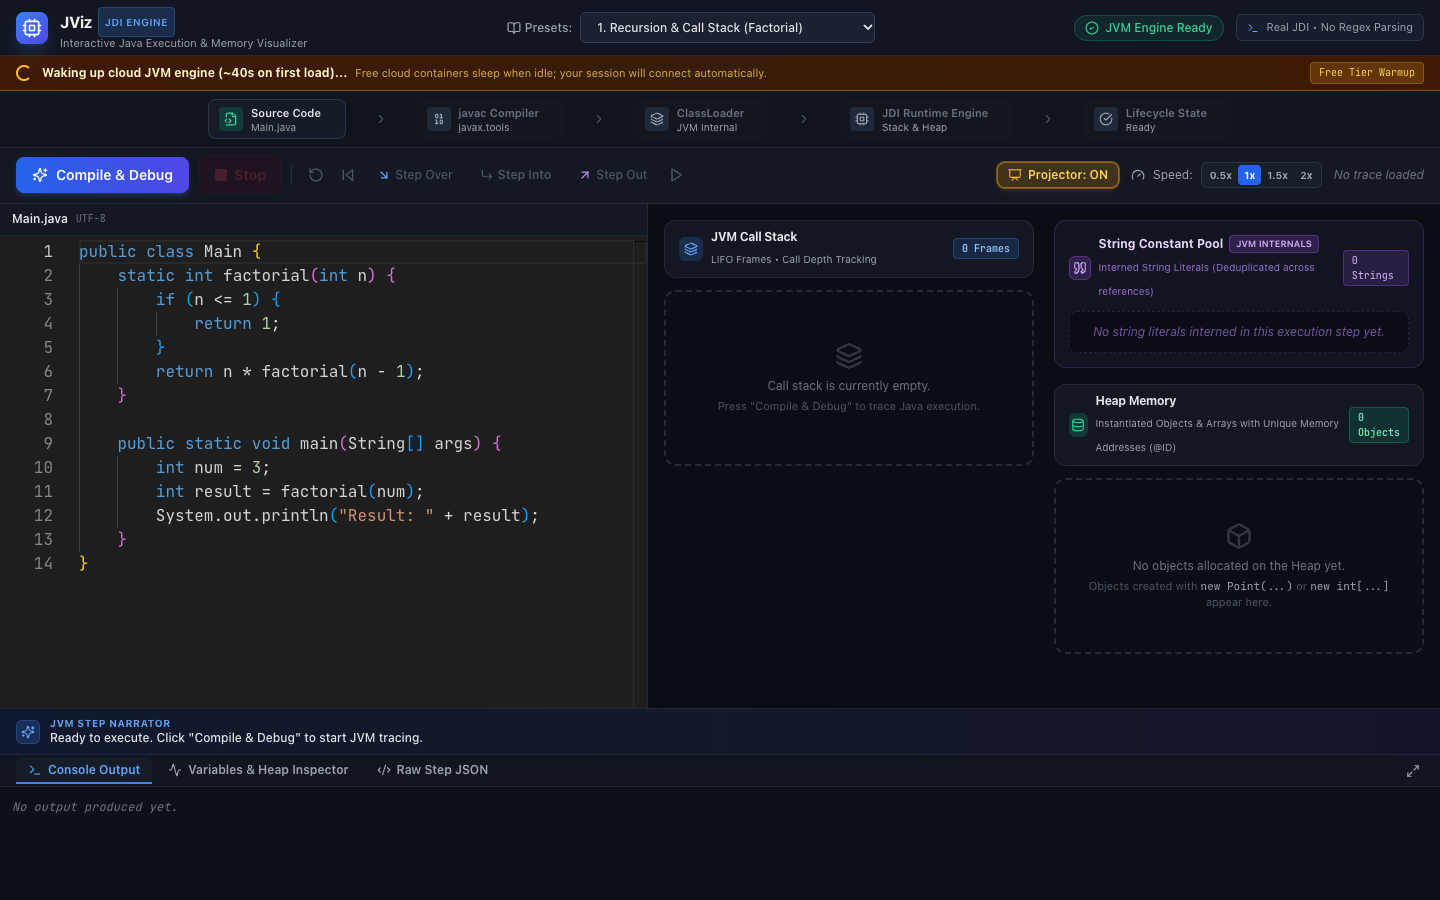 JViz JDI ENGINE
Interactive Java Execution & Memory Visualizer
Presets: 1. Recursion & Call Stack (Factorial)
JVM Engine Ready
Real JDI • No Regex Parsing
Waking up cloud JVM engine (~40s on first load)... Free cloud containers sleep when idle; your session will connect automatically.
Free Tier Warmup
Source Code
Main.java
javac Compiler
javax.tools
ClassLoader
JVM Internal
JDI Runtime Engine
Stack & Heap
Lifecycle State
Ready
Compile & Debug
Stop
Step Over
Step Into
Step Out
Projector: ON
Speed: 0.5x 1x 1.5x 2x
No trace loaded
Main.java UTF-8
1 public class Main {
2     static int factorial(int n) {
3         if (n <= 1) {
4             return 1;
5         }
6         return n * factorial(n - 1);
7     }
8
9     public static void main(String[] args) {
10         int num = 3;
11         int result = factorial(num);
12         System.out.println("Result: " + result);
13     }
14 }
JVM Call Stack
LIFO Frames • Call Depth Tracking
0 Frames
Call stack is currently empty.
Press "Compile & Debug" to trace Java execution.
String Constant Pool JVM INTERNALS
Interned String Literals (Deduplicated across
references)
0
Strings
No string literals interned in this execution step yet.
Heap Memory
Instantiated Objects & Arrays with Unique Memory
Addresses (@ID)
0
Objects
No objects allocated on the Heap yet.
Objects created with new Point(...) or new int[...]
appear here.
JVM STEP NARRATOR
Ready to execute. Click "Compile & Debug" to start JVM tracing.
Console Output
Variables & Heap Inspector
Raw Step JSON
No output produced yet.